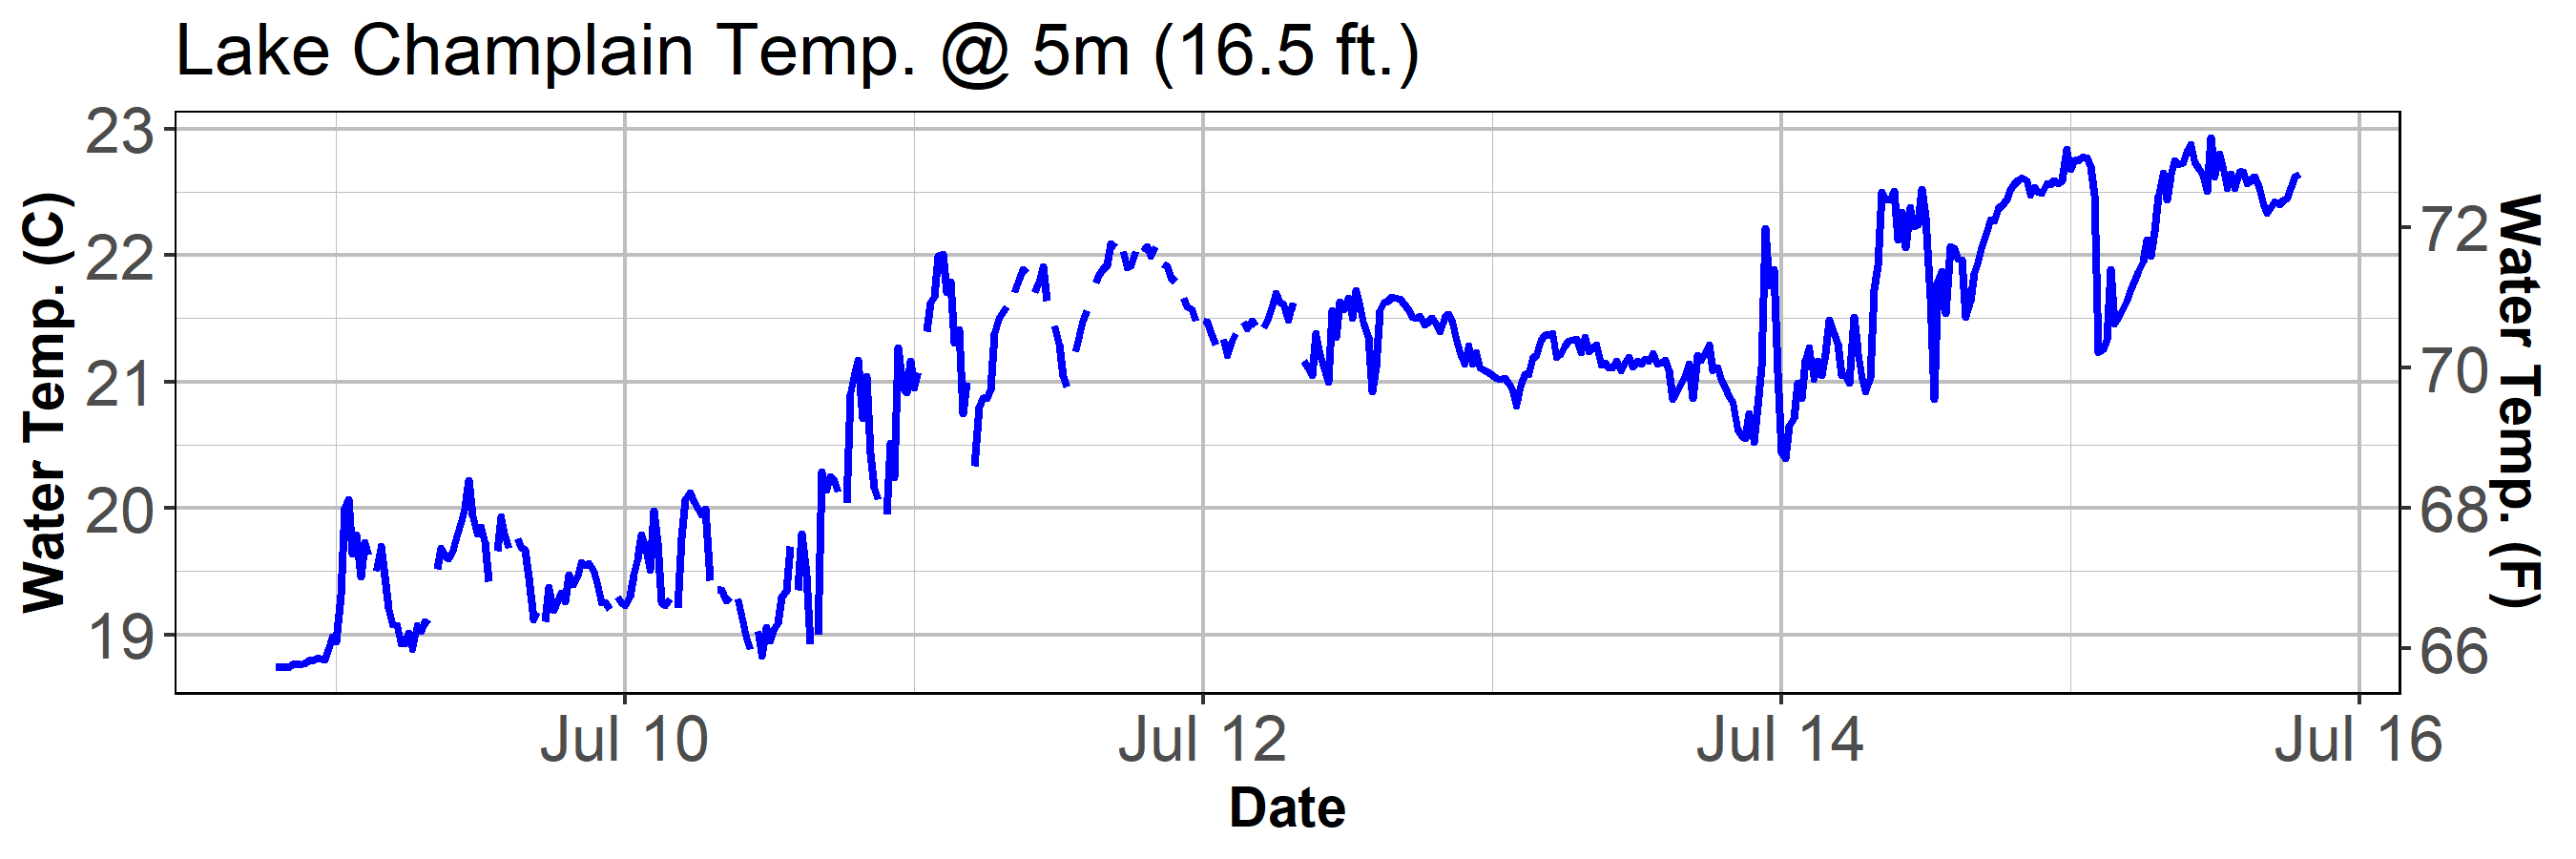 Lake Champlain Temp. @ 5m (16.5 ft.)
Water Temp. (C)
23
22
21
20
19
72
70
68
66
Water Temp. (F)
Jul 10
Jul 12
Jul 14
Jul 16
Date